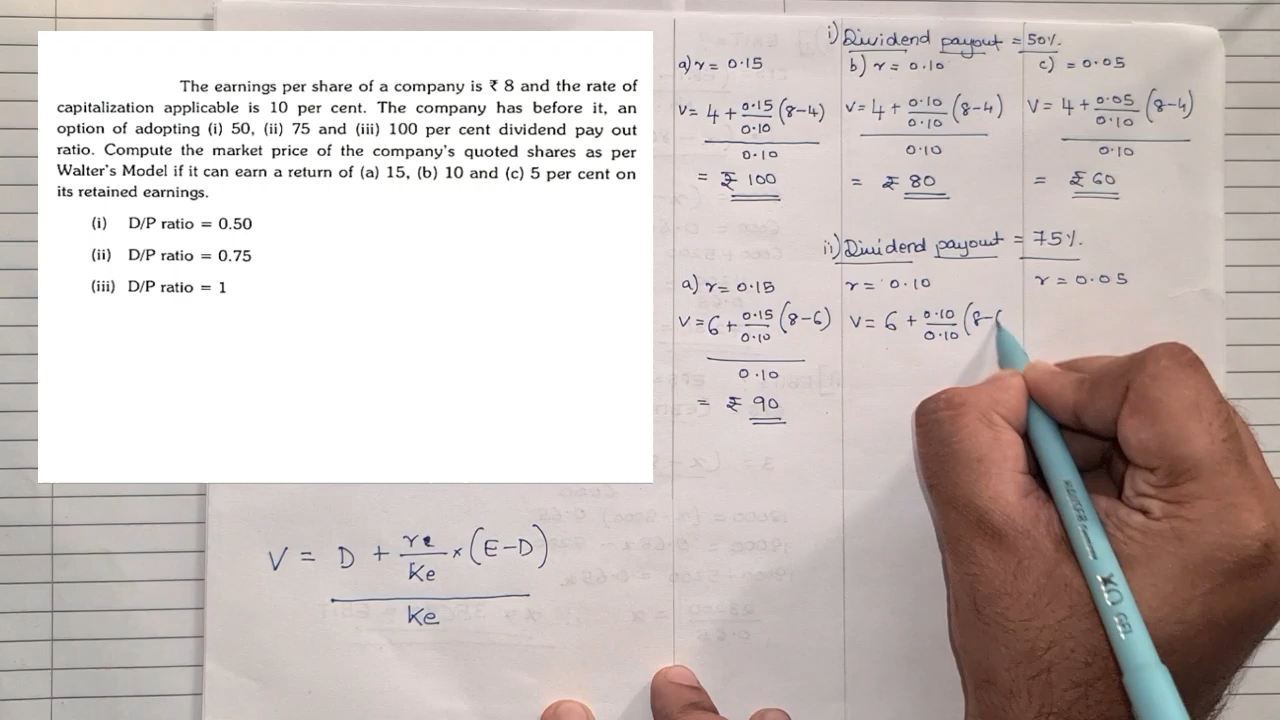 The earnings per share of a company is ₹ 8 and the rate of
capitalization applicable is 10 per cent. The company has before it, an
option of adopting (i) 50, (ii) 75 and (iii) 100 per cent dividend pay out
ratio. Compute the market price of the company's quoted shares as per
Walter's Model if it can earn a return of (a) 15, (b) 10 and (c) 5 per cent on
its retained earnings.
(i) D/P ratio = 0.50
(ii) D/P ratio = 0.75
(iii) D/P ratio = 1
i) Dividend payout = 50%.
a) r = 0.15
V = 4 + 0.15/0.10 (8-4)
0.10
= ₹ 100
b) r = 0.10
V = 4 + 0.10/0.10 (8-4)
0.10
= ₹ 80
c) = 0.05
V = 4 + 0.05/0.10 (8-4)
0.10
= ₹ 60
ii) Dividend payout = 75%.
a) r = 0.15
V = 6 + 0.15/0.10 (8-6)
0.10
= ₹ 90
r = 0.10
V = 6 + 0.10/0.10 (8-
r = 0.05
V = D + re/Ke × (E-D)
Ke
XO GEL